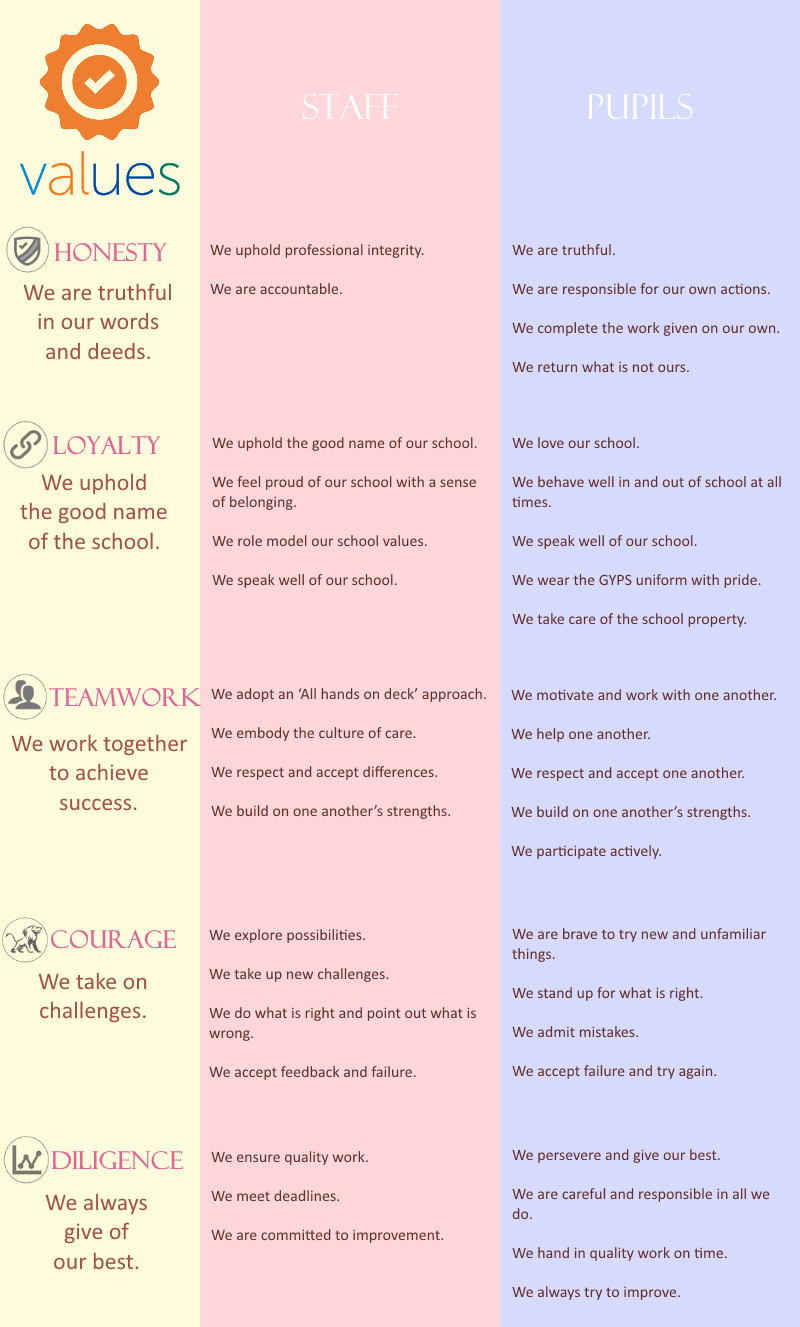 values
STAFF
PUPILS
HONESTY
We are truthful
in our words
and deeds.
We uphold professional integrity.
We are accountable.
We are truthful.
We are responsible for our own actions.
We complete the work given on our own.
We return what is not ours.
LOYALTY
We uphold
the good name
of the school.
We uphold the good name of our school.
We feel proud of our school with a sense
of belonging.
We role model our school values.
We speak well of our school.
We love our school.
We behave well in and out of school at all
times.
We speak well of our school.
We wear the GYPS uniform with pride.
We take care of the school property.
TEAMWORK
We work together
to achieve
success.
We adopt an ‘All hands on deck’ approach.
We embody the culture of care.
We respect and accept differences.
We build on one another’s strengths.
We motivate and work with one another.
We help one another.
We respect and accept one another.
We build on one another’s strengths.
We participate actively.
COURAGE
We take on
challenges.
We explore possibilities.
We take up new challenges.
We do what is right and point out what is
wrong.
We accept feedback and failure.
We are brave to try new and unfamiliar
things.
We stand up for what is right.
We admit mistakes.
We accept failure and try again.
DILIGENCE
We always
give of
our best.
We ensure quality work.
We meet deadlines.
We are committed to improvement.
We persevere and give our best.
We are careful and responsible in all we
do.
We hand in quality work on time.
We always try to improve.